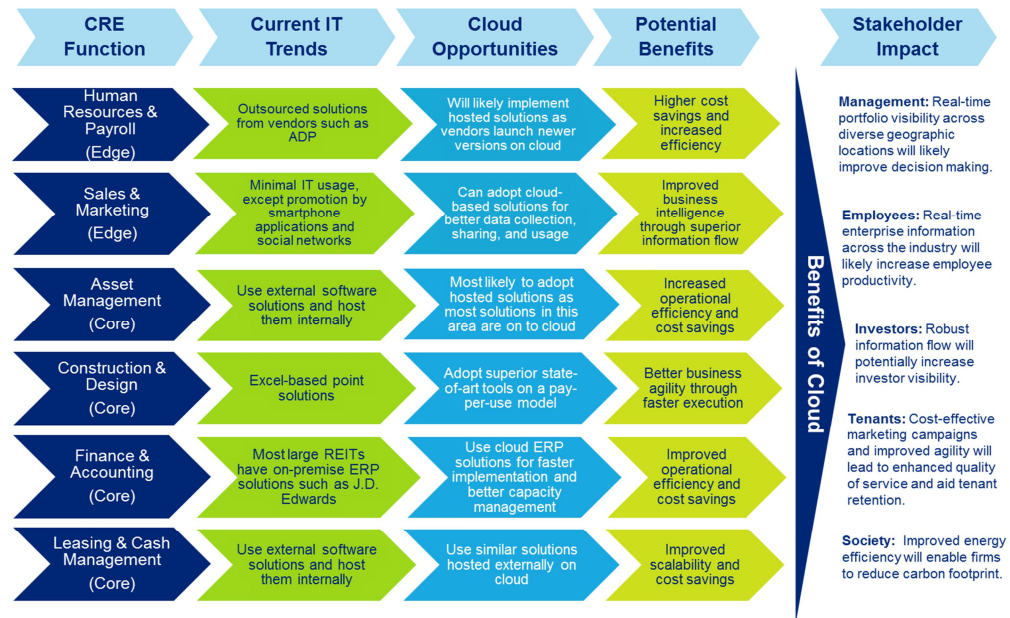 CRE
Function
Current IT
Trends
Cloud
Opportunities
Potential
Benefits
Stakeholder
Impact
Human
Resources &
Payroll
(Edge)
Outsourced solutions
from vendors such as
ADP
Will likely implement
hosted solutions as
vendors launch newer
versions on cloud
Higher cost
savings and
increased
efficiency
Sales &
Marketing
(Edge)
Minimal IT usage,
except promotion by
smartphone
applications and
social networks
Can adopt cloud-
based solutions for
better data collection,
sharing, and usage
Improved
business
intelligence
through superior
information flow
Asset
Management
(Core)
Use external software
solutions and host
them internally
Most likely to adopt
hosted solutions as
most solutions in this
area are on to cloud
Increased
operational
efficiency and
cost savings
Construction &
Design
(Core)
Excel-based point
solutions
Adopt superior state-
of-art tools on a pay-
per-use model
Better business
agility through
faster execution
Finance &
Accounting
(Core)
Most large REITs
have on-premise ERP
solutions such as J.D.
Edwards
Use cloud ERP
solutions for faster
implementation and
better capacity
management
Improved
operational
efficiency and
cost savings
Leasing & Cash
Management
(Core)
Use external software
solutions and host
them internally
Use similar solutions
hosted externally on
cloud
Improved
scalability and
cost savings
Benefits of Cloud
Management: Real-time
portfolio visibility across
diverse geographic
locations will likely
improve decision making.
Employees: Real-time
enterprise information
across the industry will
likely increase employee
productivity.
Investors: Robust
information flow will
potentially increase
investor visibility.
Tenants: Cost-effective
marketing campaigns
and improved agility will
lead to enhanced quality
of service and aid tenant
retention.
Society: Improved energy
efficiency will enable firms
to reduce carbon footprint.